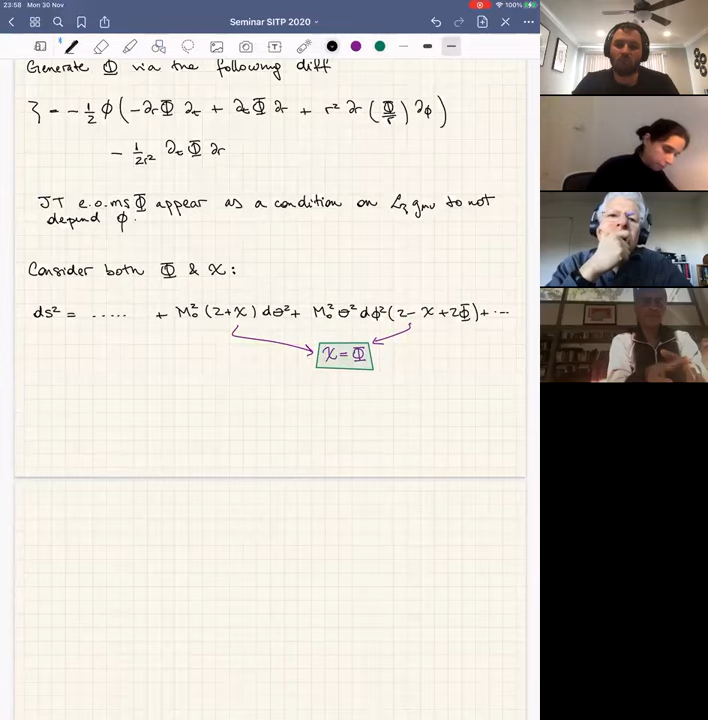 23:58 Mon 30 Nov
100%
Seminar SITP 2020
Generate Φ via the following diff
ζ = -1/2 ϕ ( -∂r Φ ∂t + ∂t Φ ∂r + r² ∂r (Φ/r) ∂ϕ )
- 1/2r² ∂t Φ ∂r
JT e.o.ms Φ appear as a condition on Lζ gμν to not
depend ϕ.
Consider both Φ & χ :
ds² = ..... + M₀² (2+χ) dθ² + M₀² θ² dϕ² (2 - χ + 2Φ) + ...
χ = Φ